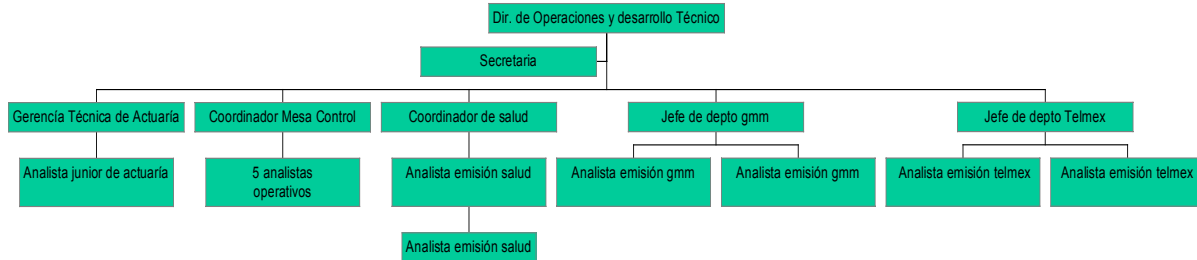 Dir. de Operaciones y desarrollo Técnico
Secretaria
Gerencía Técnica de Actuaría
Coordinador Mesa Control
Coordinador de salud
Jefe de depto gmm
Jefe de depto Telmex
Analista junior de actuaría
5 analistas
operativos
Analista emisión salud
Analista emisión gmm
Analista emisión gmm
Analista emisión telmex
Analista emisión telmex
Analista emisión salud